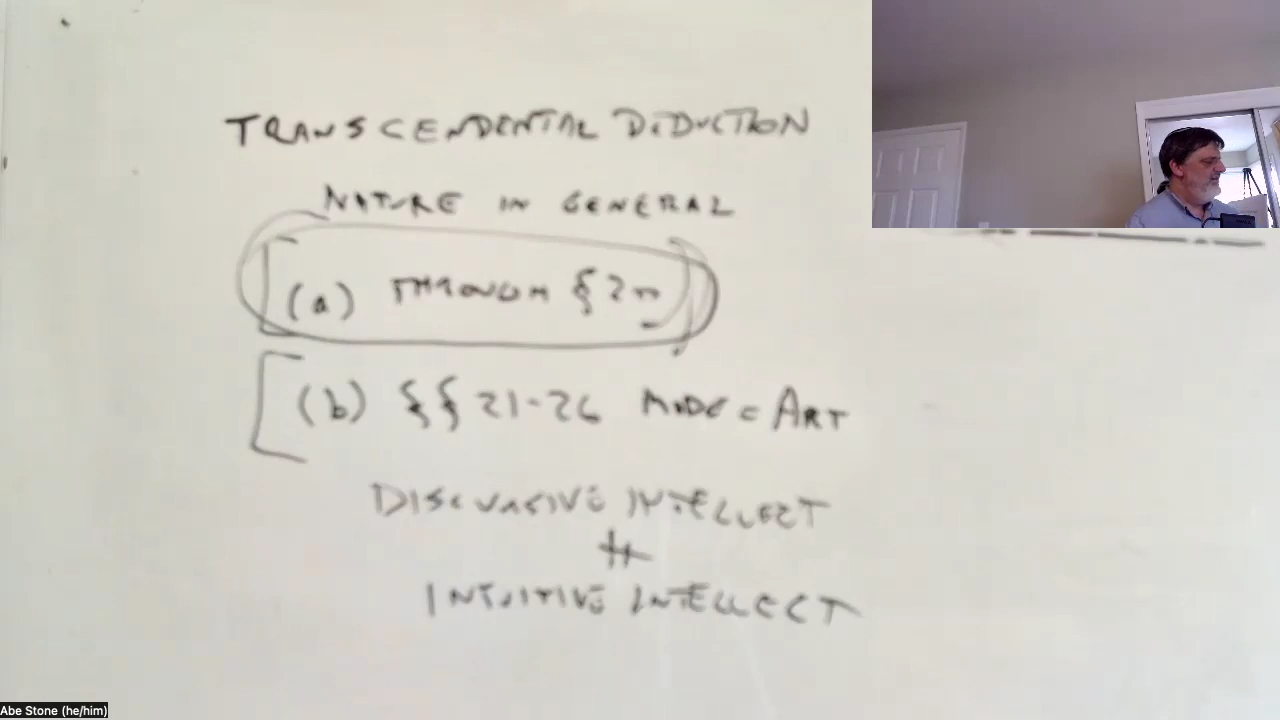 TRANSCENDENTAL DEDUCTION
NATURE IN GENERAL
(a) THROUGH § 20
(b) §§ 21-26 MODE = ART
DISCURSIVE INTELLECT
≠
INTUITIVE INTELLECT
Abe Stone (he/him)